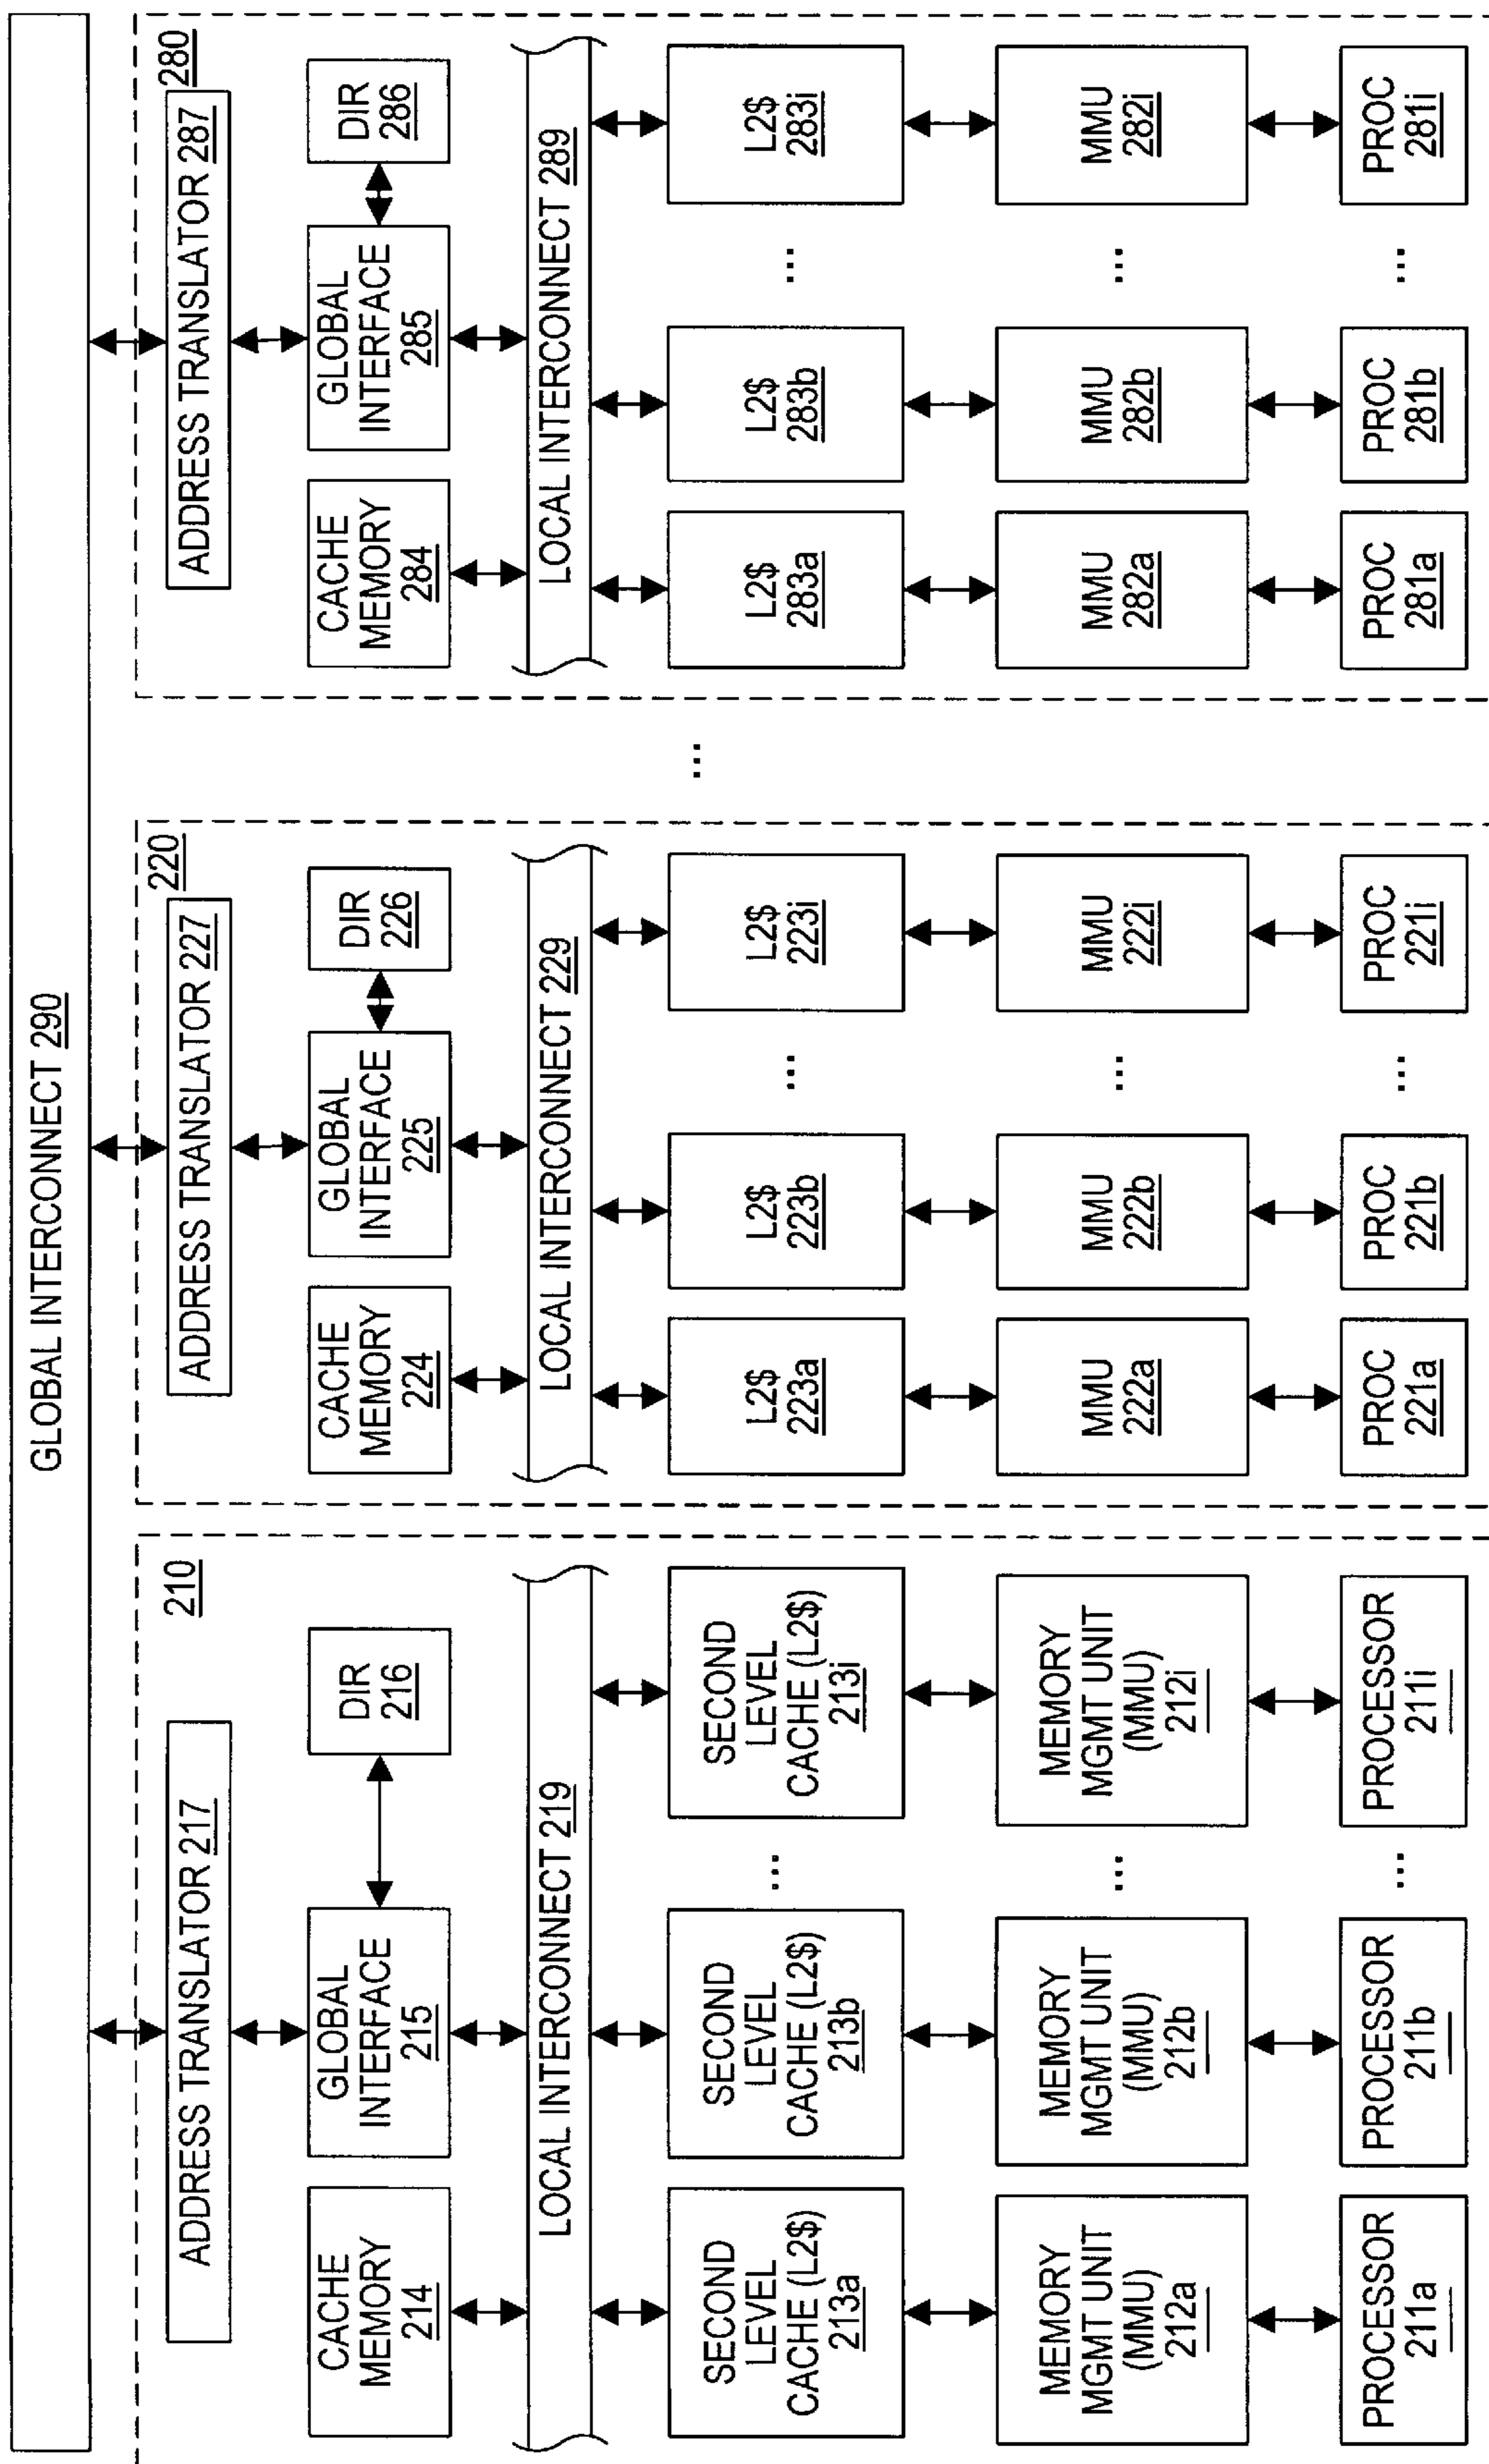 GLOBAL INTERCONNECT 290
210
ADDRESS TRANSLATOR 217
CACHE
MEMORY
214
GLOBAL
INTERFACE
215
DIR
216
LOCAL INTERCONNECT 219
SECOND
LEVEL
CACHE (L2$)
213a
SECOND
LEVEL
CACHE (L2$)
213b
...
SECOND
LEVEL
CACHE (L2$)
213i
MEMORY
MGMT UNIT
(MMU)
212a
MEMORY
MGMT UNIT
(MMU)
212b
...
MEMORY
MGMT UNIT
(MMU)
212i
PROCESSOR
211a
PROCESSOR
211b
...
PROCESSOR
211i
220
ADDRESS TRANSLATOR 227
CACHE
MEMORY
224
GLOBAL
INTERFACE
225
DIR
226
LOCAL INTERCONNECT 229
L2$
223a
L2$
223b
...
L2$
223i
MMU
222a
MMU
222b
...
MMU
222i
PROC
221a
PROC
221b
...
PROC
221i
...
280
ADDRESS TRANSLATOR 287
CACHE
MEMORY
284
GLOBAL
INTERFACE
285
DIR
286
LOCAL INTERCONNECT 289
L2$
283a
L2$
283b
...
L2$
283i
MMU
282a
MMU
282b
...
MMU
282i
PROC
281a
PROC
281b
...
PROC
281i